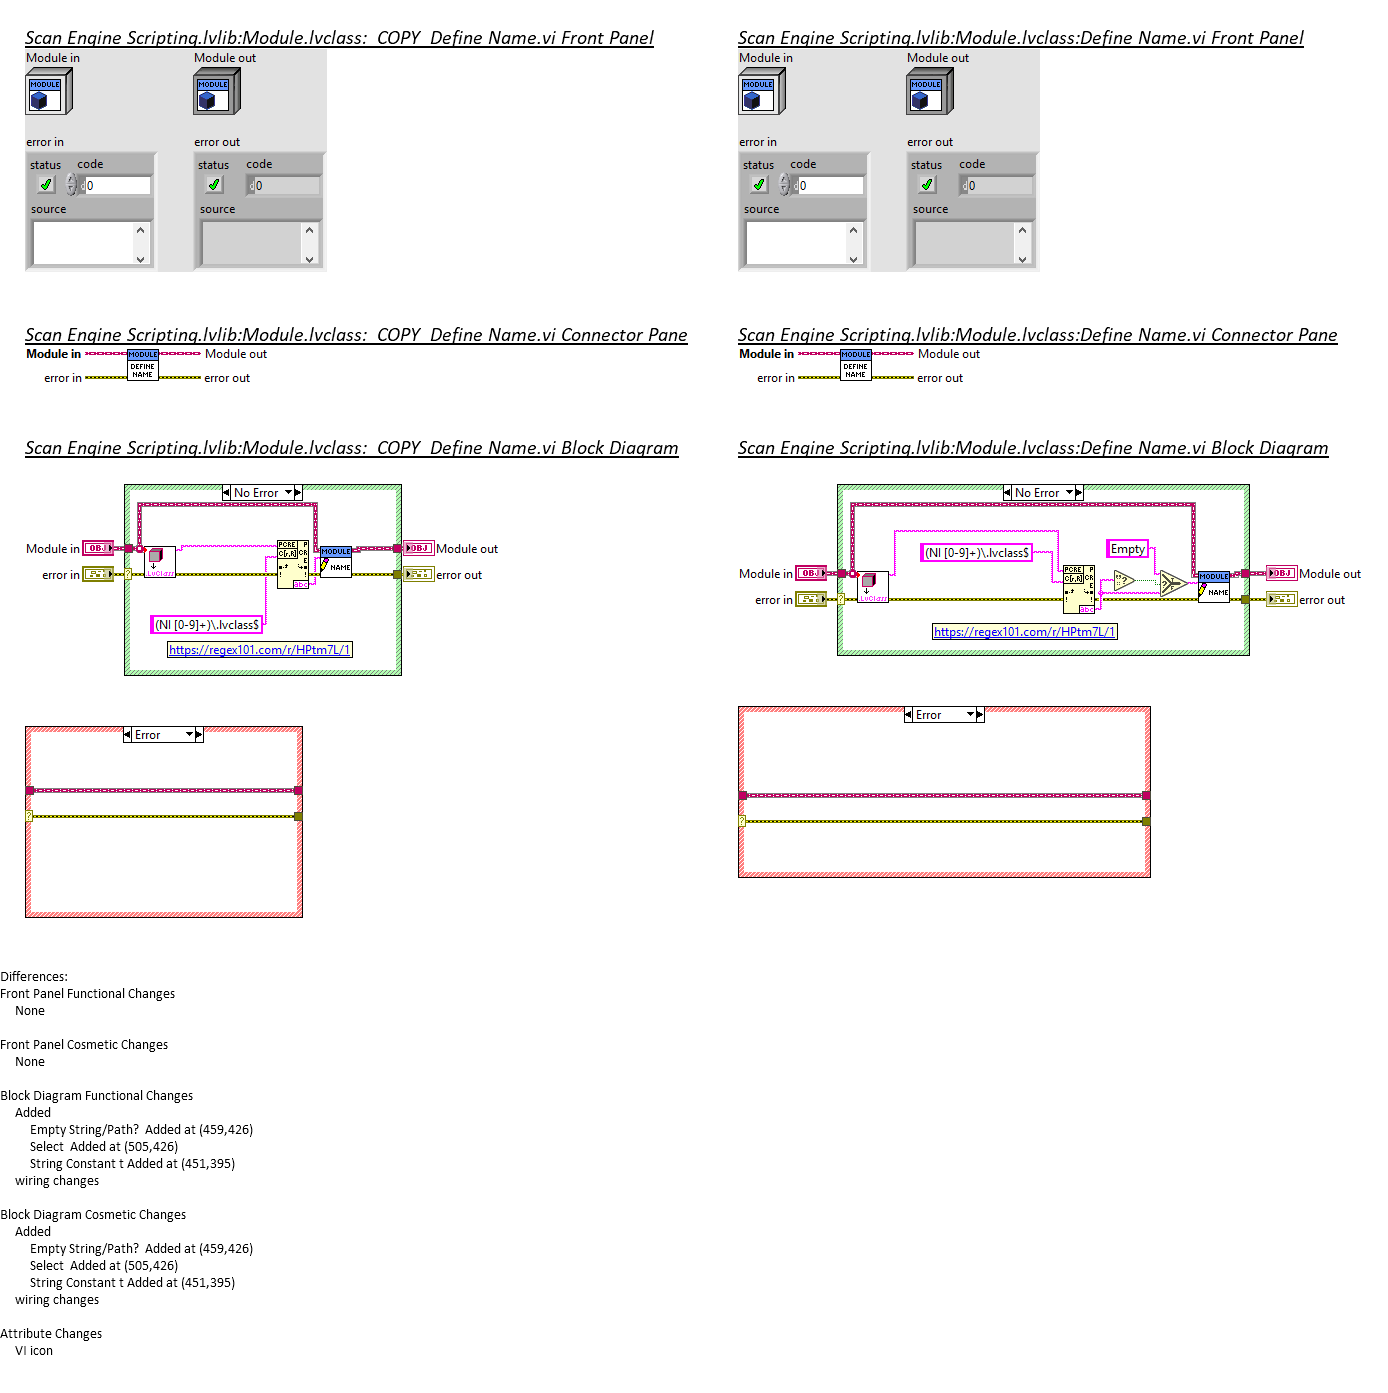 Scan Engine Scripting.lvlib:Module.lvclass:  COPY  Define Name.vi Front Panel
Module in
Module out
MODULE
MODULE
error in
error out
status
code
status
code
0
0
source
source
Scan Engine Scripting.lvlib:Module.lvclass:Define Name.vi Front Panel
Module in
Module out
MODULE
MODULE
error in
error out
status
code
status
code
0
0
source
source
Scan Engine Scripting.lvlib:Module.lvclass:  COPY  Define Name.vi Connector Pane
Module in
MODULE
Module out
error in
DEFINE
NAME
error out
Scan Engine Scripting.lvlib:Module.lvclass:Define Name.vi Connector Pane
Module in
MODULE
Module out
error in
DEFINE
NAME
error out
Scan Engine Scripting.lvlib:Module.lvclass:  COPY  Define Name.vi Block Diagram
No Error
Module in
OBJ
.LvClass
PCRE
MODULE
NAME
abc
OBJ
Module out
error in
error out
(NI [0-9]+)\.lvclass$
https://regex101.com/r/HPtm7L/1
Error
Scan Engine Scripting.lvlib:Module.lvclass:Define Name.vi Block Diagram
No Error
(NI [0-9]+)\.lvclass$
Empty
Module in
OBJ
.LvClass
PCRE
MODULE
NAME
abc
OBJ
Module out
error in
error out
https://regex101.com/r/HPtm7L/1
Error
Differences:
Front Panel Functional Changes
None
Front Panel Cosmetic Changes
None
Block Diagram Functional Changes
Added
Empty String/Path?  Added at (459,426)
Select  Added at (505,426)
String Constant t Added at (451,395)
wiring changes
Block Diagram Cosmetic Changes
Added
Empty String/Path?  Added at (459,426)
Select  Added at (505,426)
String Constant t Added at (451,395)
wiring changes
Attribute Changes
VI icon